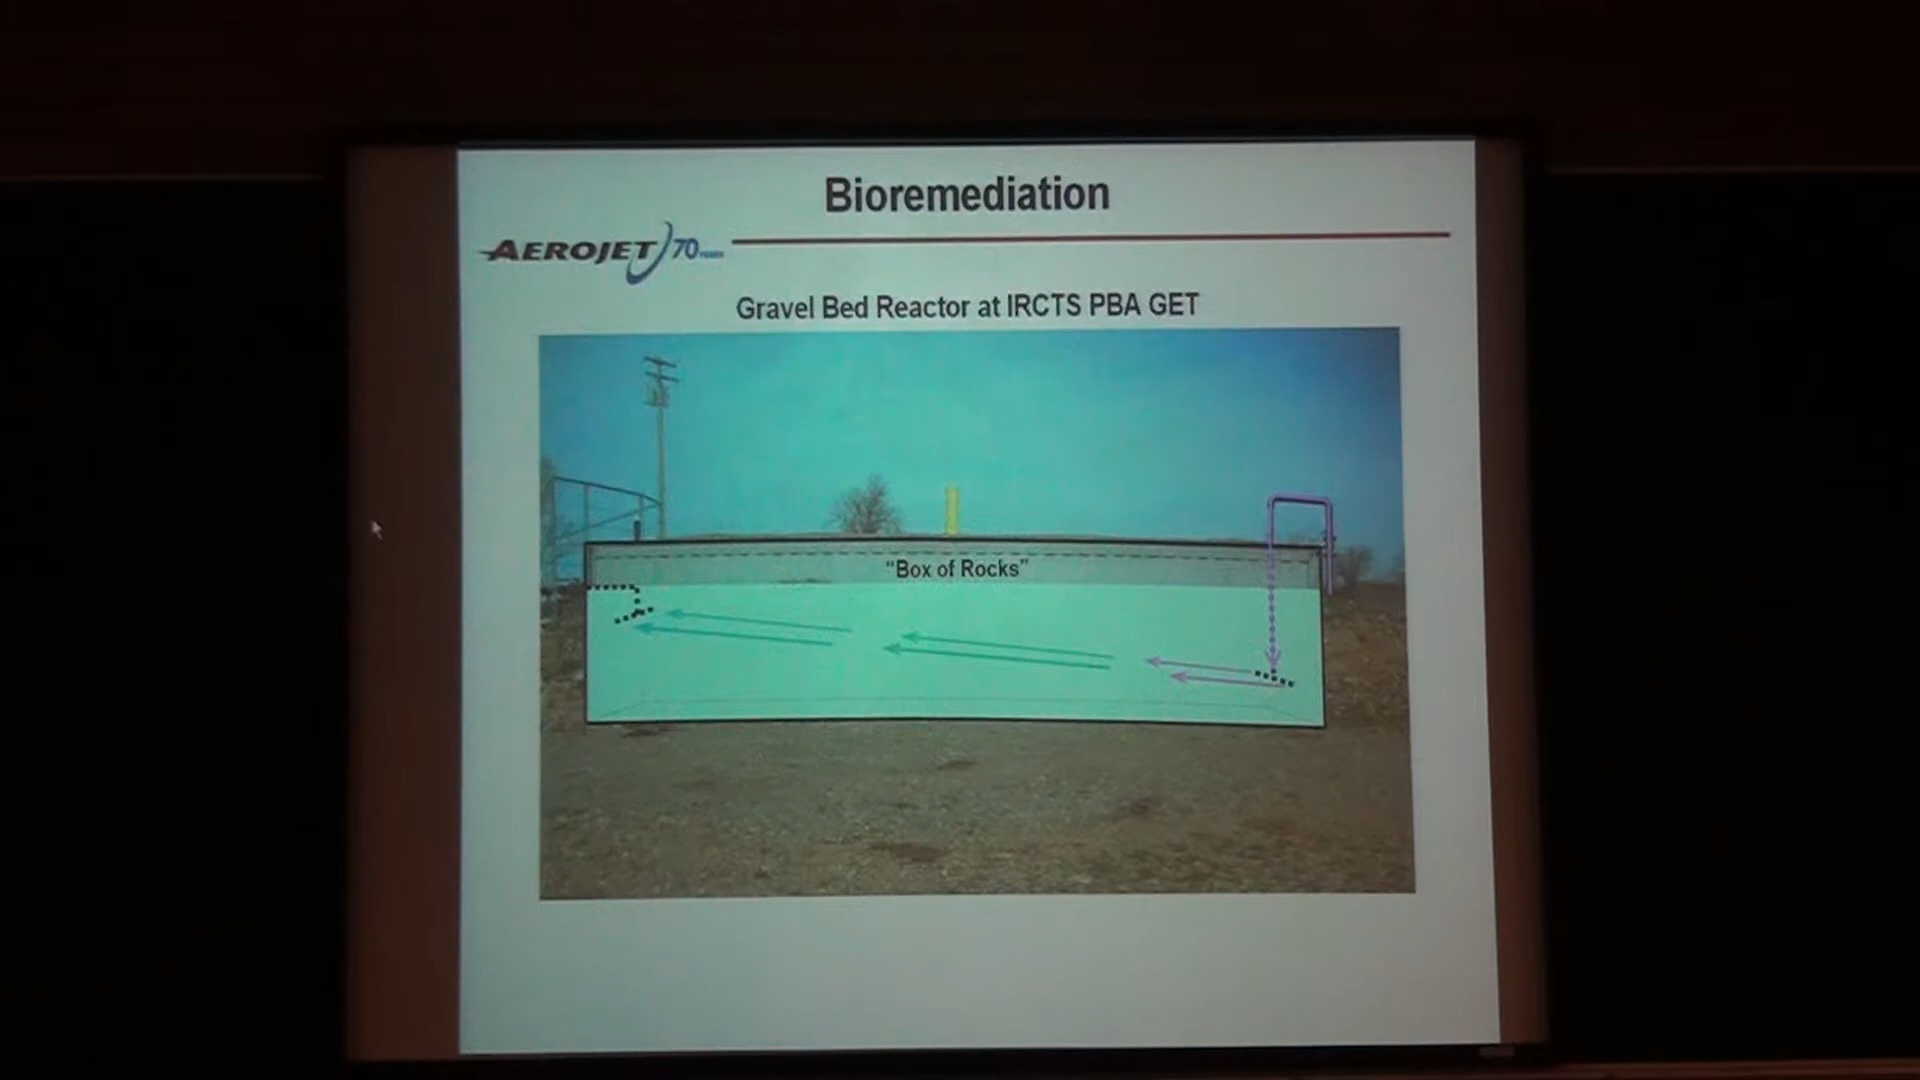 Bioremediation
AEROJET 70
Gravel Bed Reactor at IRCTS PBA GET
“Box of Rocks”